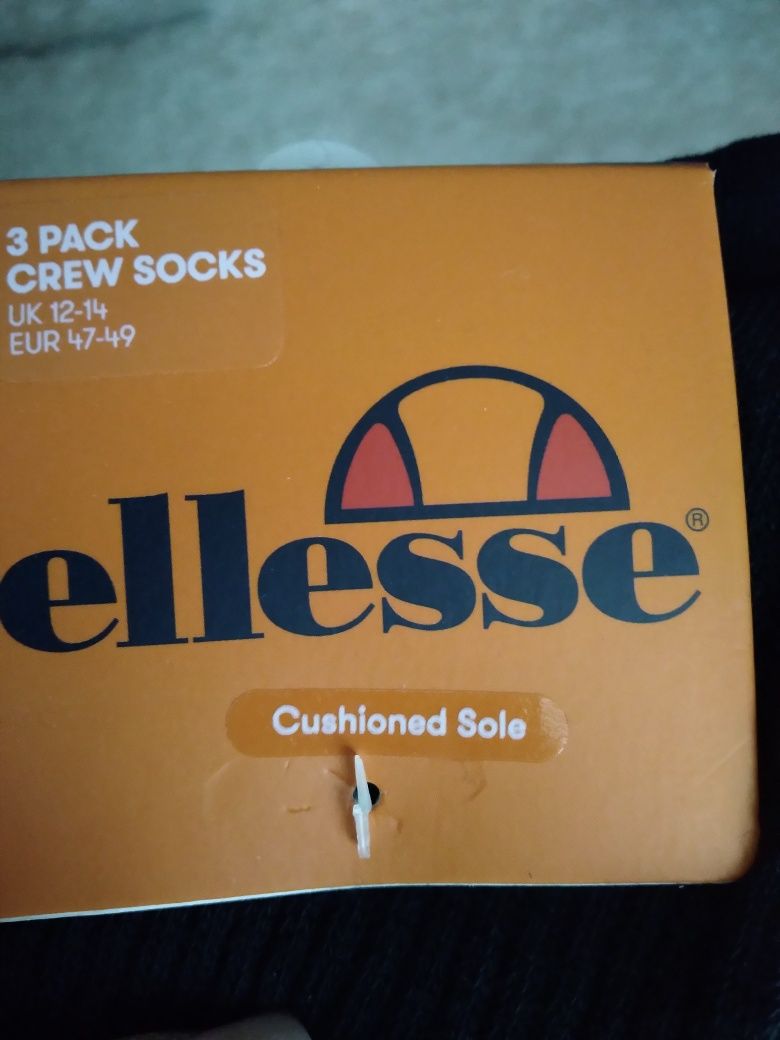 3 PACK
CREW SOCKS
UK 12-14
EUR 47-49
ellesse®
Cushioned Sole